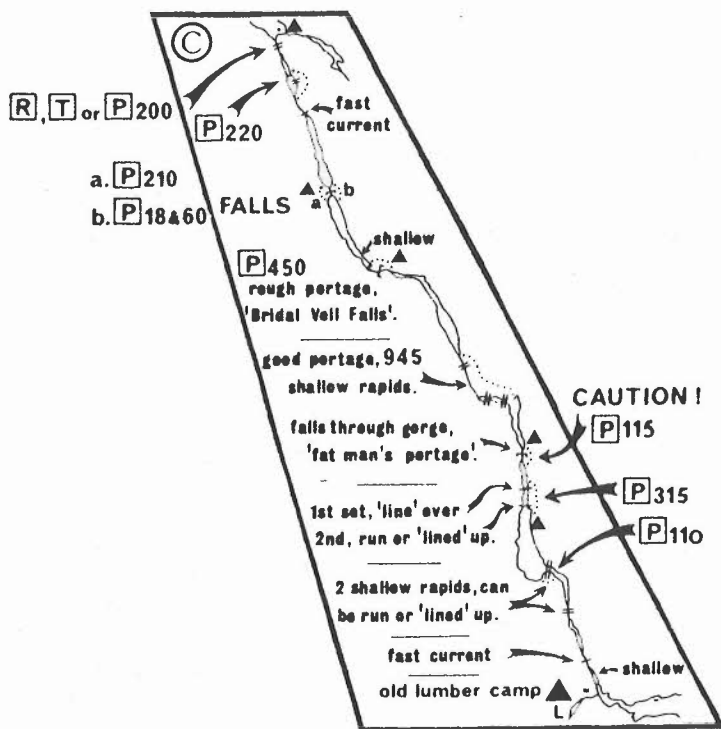 C
R, T or P 200
P 220
fast
current
a. P 210
b. P 18 & 60
FALLS
a
b
shallow
P 450
rough portage,
'Bridal Veil Falls'.
good portage, 945
shallow rapids.
CAUTION!
P 115
falls through gorge,
'fat man's portage'.
P 315
1st set, 'line' over
2nd, run or 'lined' up.
P 110
2 shallow rapids, can
be run or 'lined' up.
fast current
shallow
old lumber camp
L